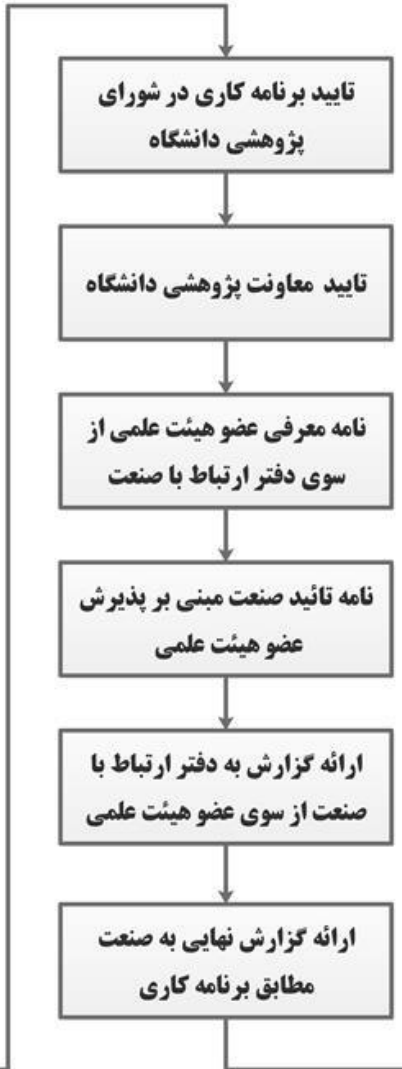 تایید برنامه کاری در شورای
پژوهشی دانشگاه
تایید معاونت پژوهشی دانشگاه
نامه معرفی عضو هیئت علمی از
سوی دفتر ارتباط با صنعت
نامه تائید صنعت مبنی بر پذیرش
عضو هیئت علمی
ارائه گزارش به دفتر ارتباط با
صنعت از سوی عضو هیئت علمی
ارائه گزارش نهایی به صنعت
مطابق برنامه کاری